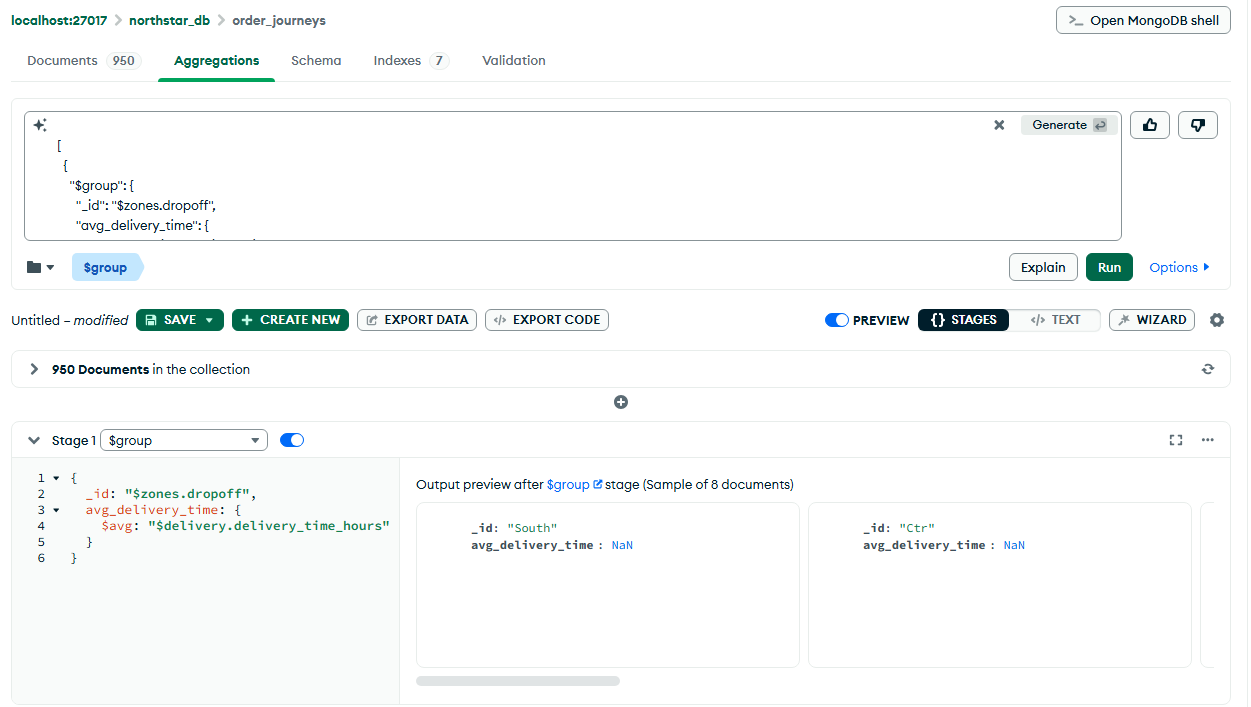 localhost:27017 > northstar_db > order_journeys
>_ Open MongoDB shell
Documents 950 Aggregations Schema Indexes 7 Validation
Generate
[
{
"$group": {
"_id": "$zones.dropoff",
"avg_delivery_time": {
$group
Explain Run Options
Untitled – modified SAVE + CREATE NEW EXPORT DATA </> EXPORT CODE PREVIEW {} STAGES </> TEXT WIZARD
950 Documents in the collection
Stage 1 $group
1 {
2 _id: "$zones.dropoff",
3 avg_delivery_time: {
4 $avg: "$delivery.delivery_time_hours"
5 }
6 }
Output preview after $group stage (Sample of 8 documents)
_id: "South"
avg_delivery_time : NaN
_id: "Ctr"
avg_delivery_time : NaN